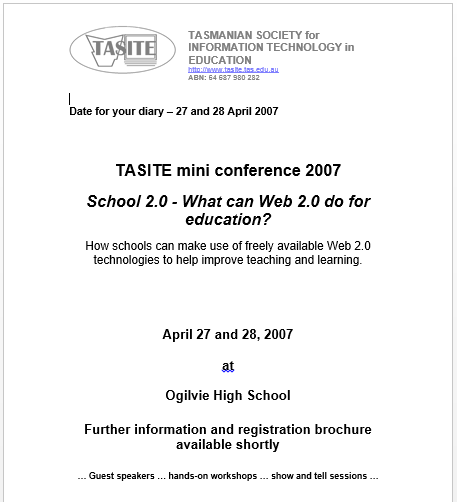 TASITE
TASMANIAN SOCIETY for
INFORMATION TECHNOLOGY in
EDUCATION
http://www.tasite.tas.edu.au
ABN: 64 687 980 282
Date for your diary – 27 and 28 April 2007
TASITE mini conference 2007
School 2.0 - What can Web 2.0 do for
education?
How schools can make use of freely available Web 2.0
technologies to help improve teaching and learning.
April 27 and 28, 2007
at
Ogilvie High School
Further information and registration brochure
available shortly
… Guest speakers … hands-on workshops … show and tell sessions …